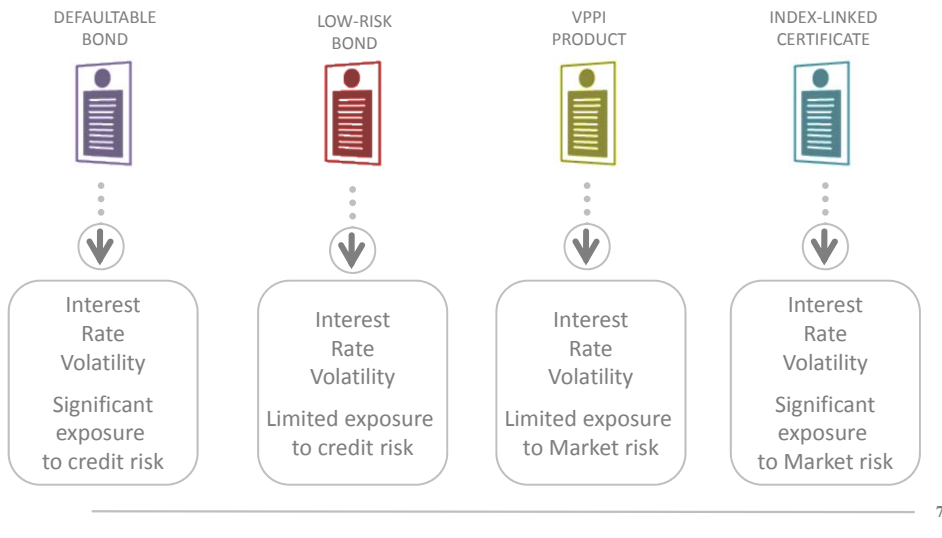 DEFAULTABLE
BOND
LOW-RISK
BOND
VPPI
PRODUCT
INDEX-LINKED
CERTIFICATE
Interest
Rate
Volatility
Significant
exposure
to credit risk
Interest
Rate
Volatility
Limited exposure
to credit risk
Interest
Rate
Volatility
Limited exposure
to Market risk
Interest
Rate
Volatility
Significant
exposure
to Market risk
7